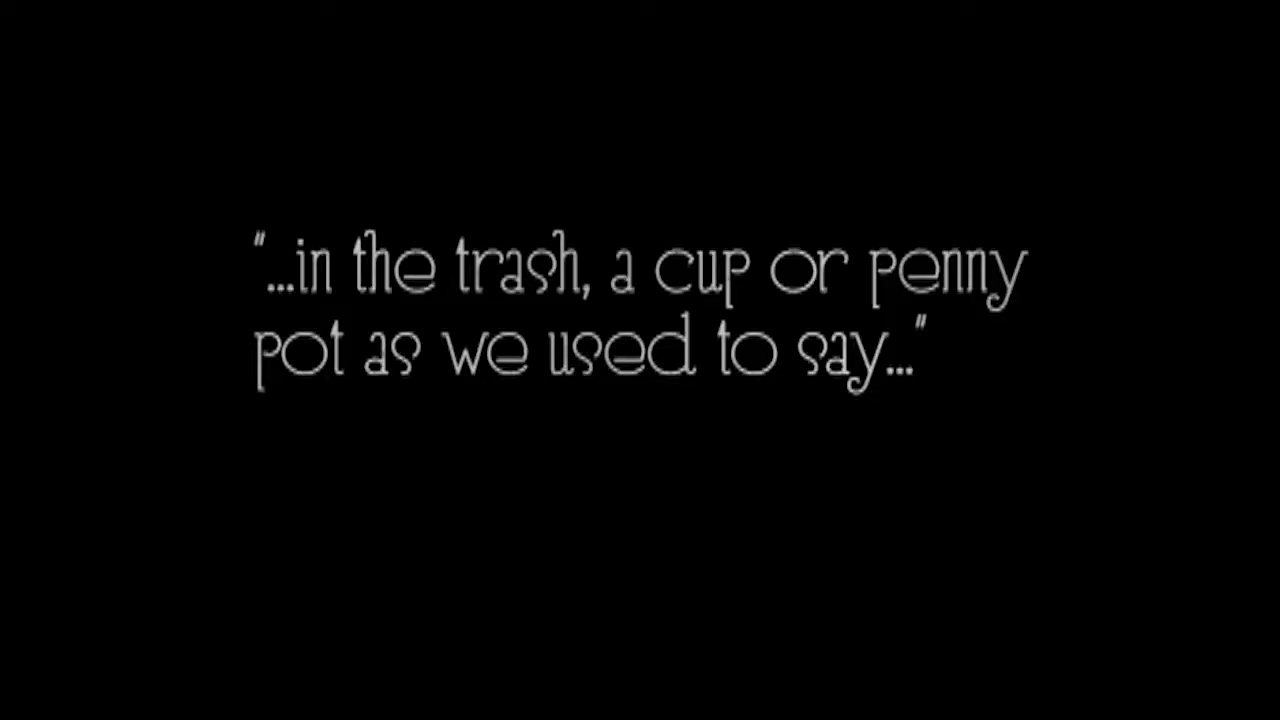 "...in the trash, a cup or penny
pot as we used to say..."